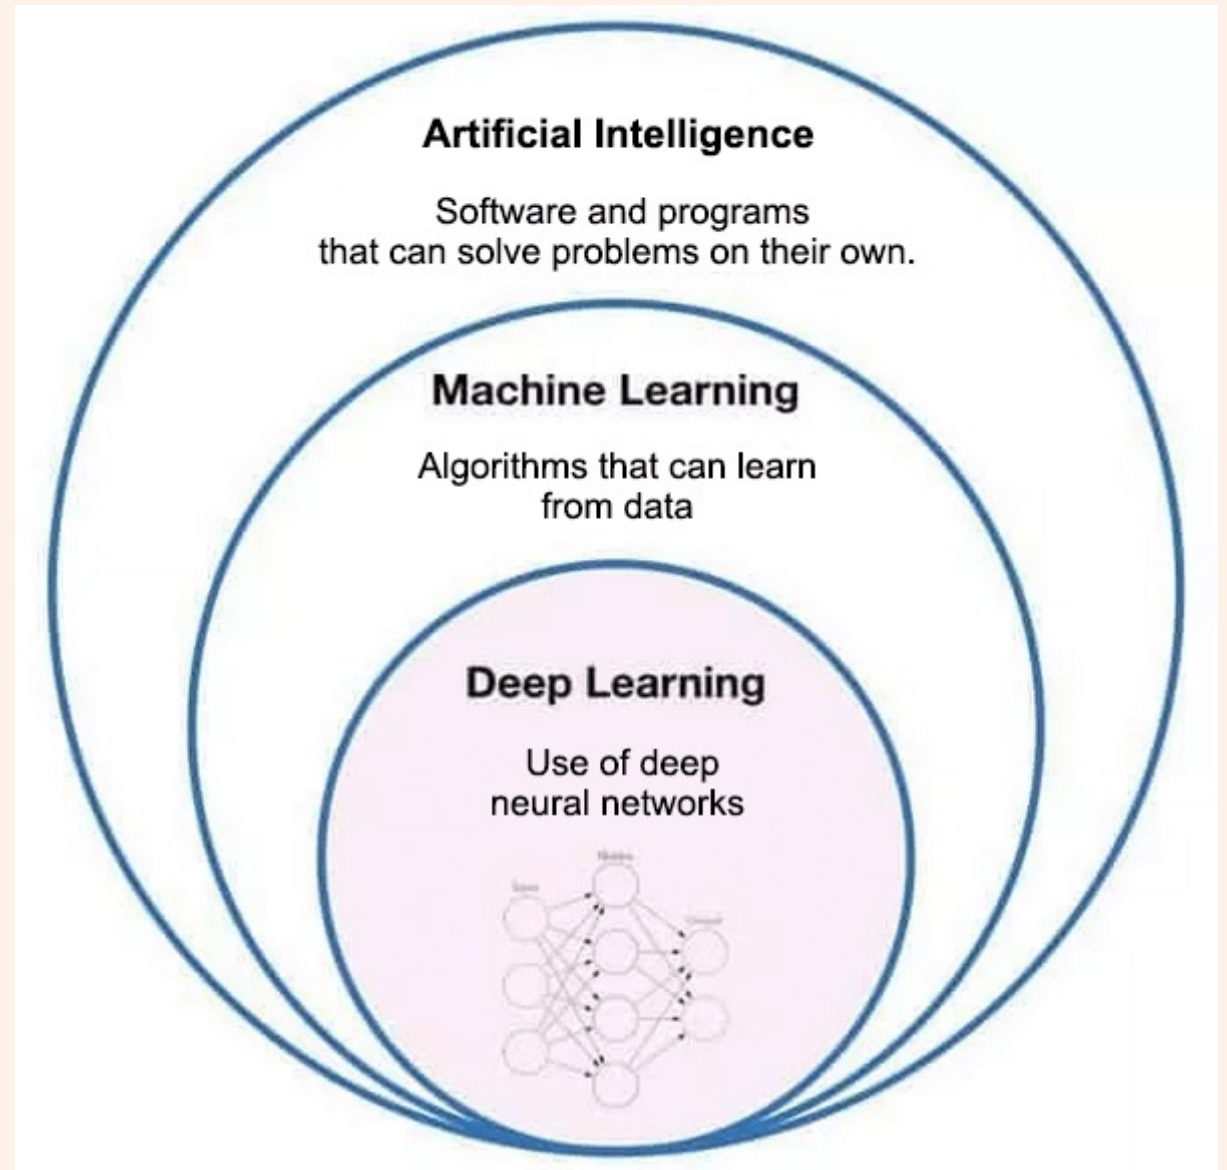 Artificial Intelligence
Software and programs
that can solve problems on their own.
Machine Learning
Algorithms that can learn
from data
Deep Learning
Use of deep
neural networks